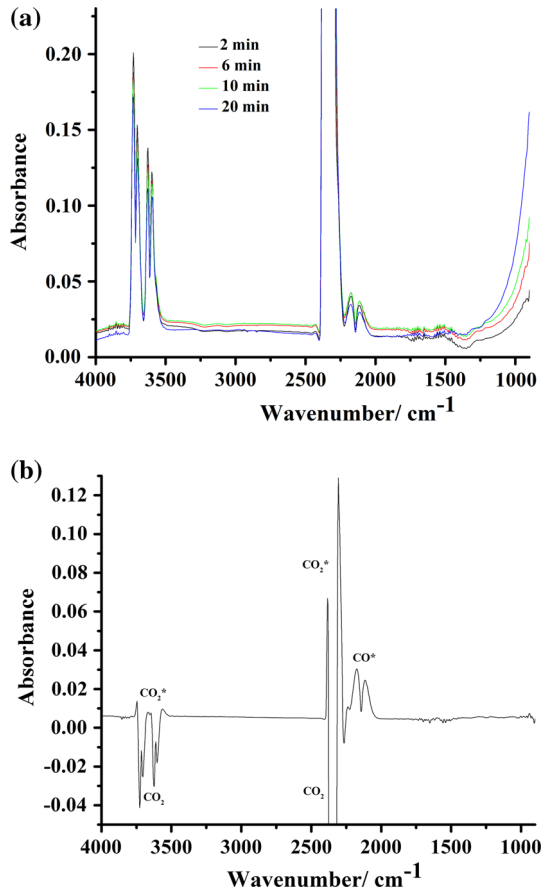 (a)
0.20
0.15
0.10
0.05
0.00
Absorbance
2 min
6 min
10 min
20 min
4000 3500 3000 2500 2000 1500 1000
Wavenumber/ cm⁻¹
(b)
0.12
0.10
0.08
0.06
0.04
0.02
0.00
-0.02
-0.04
Absorbance
CO₂*
CO₂*
CO*
CO₂
CO₂
4000 3500 3000 2500 2000 1500 1000
Wavenumber/ cm⁻¹